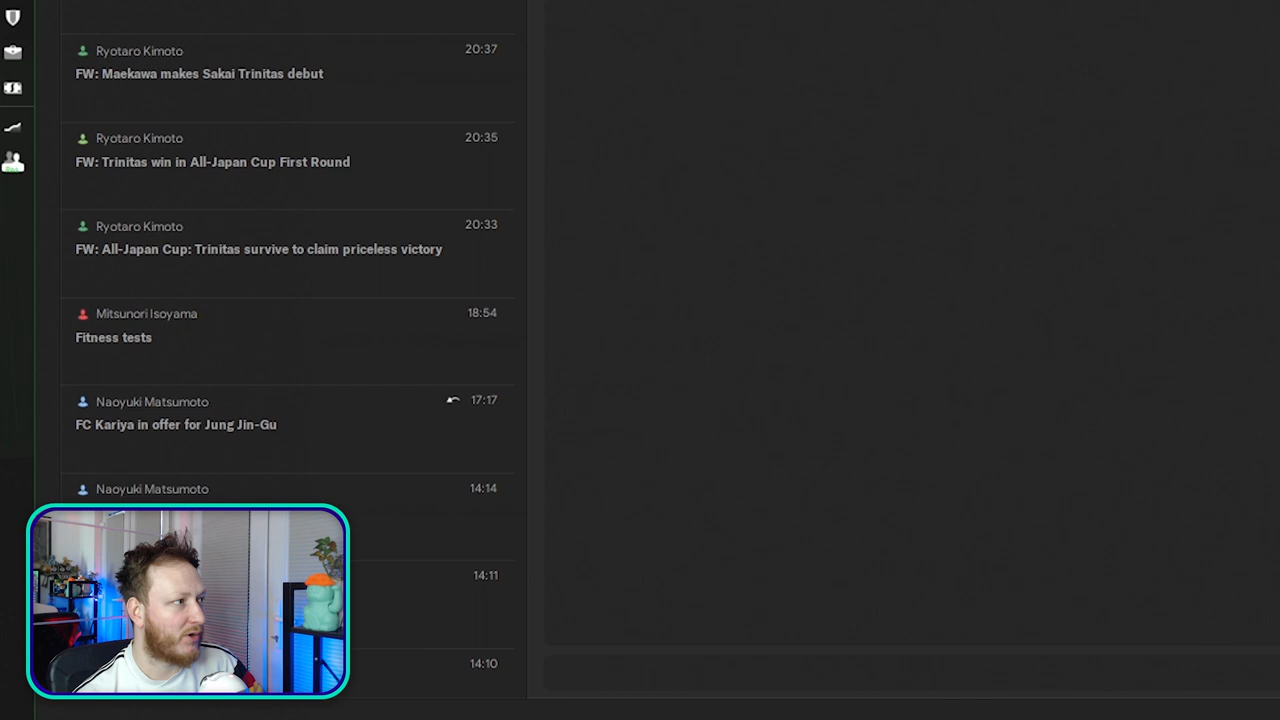 Ryotaro Kimoto 20:37
FW: Maekawa makes Sakai Trinitas debut
Ryotaro Kimoto 20:35
FW: Trinitas win in All-Japan Cup First Round
Ryotaro Kimoto 20:33
FW: All-Japan Cup: Trinitas survive to claim priceless victory
Mitsunori Isoyama 18:54
Fitness tests
Naoyuki Matsumoto 17:17
FC Kariya in offer for Jung Jin-Gu
Naoyuki Matsumoto 14:14
14:11
14:10